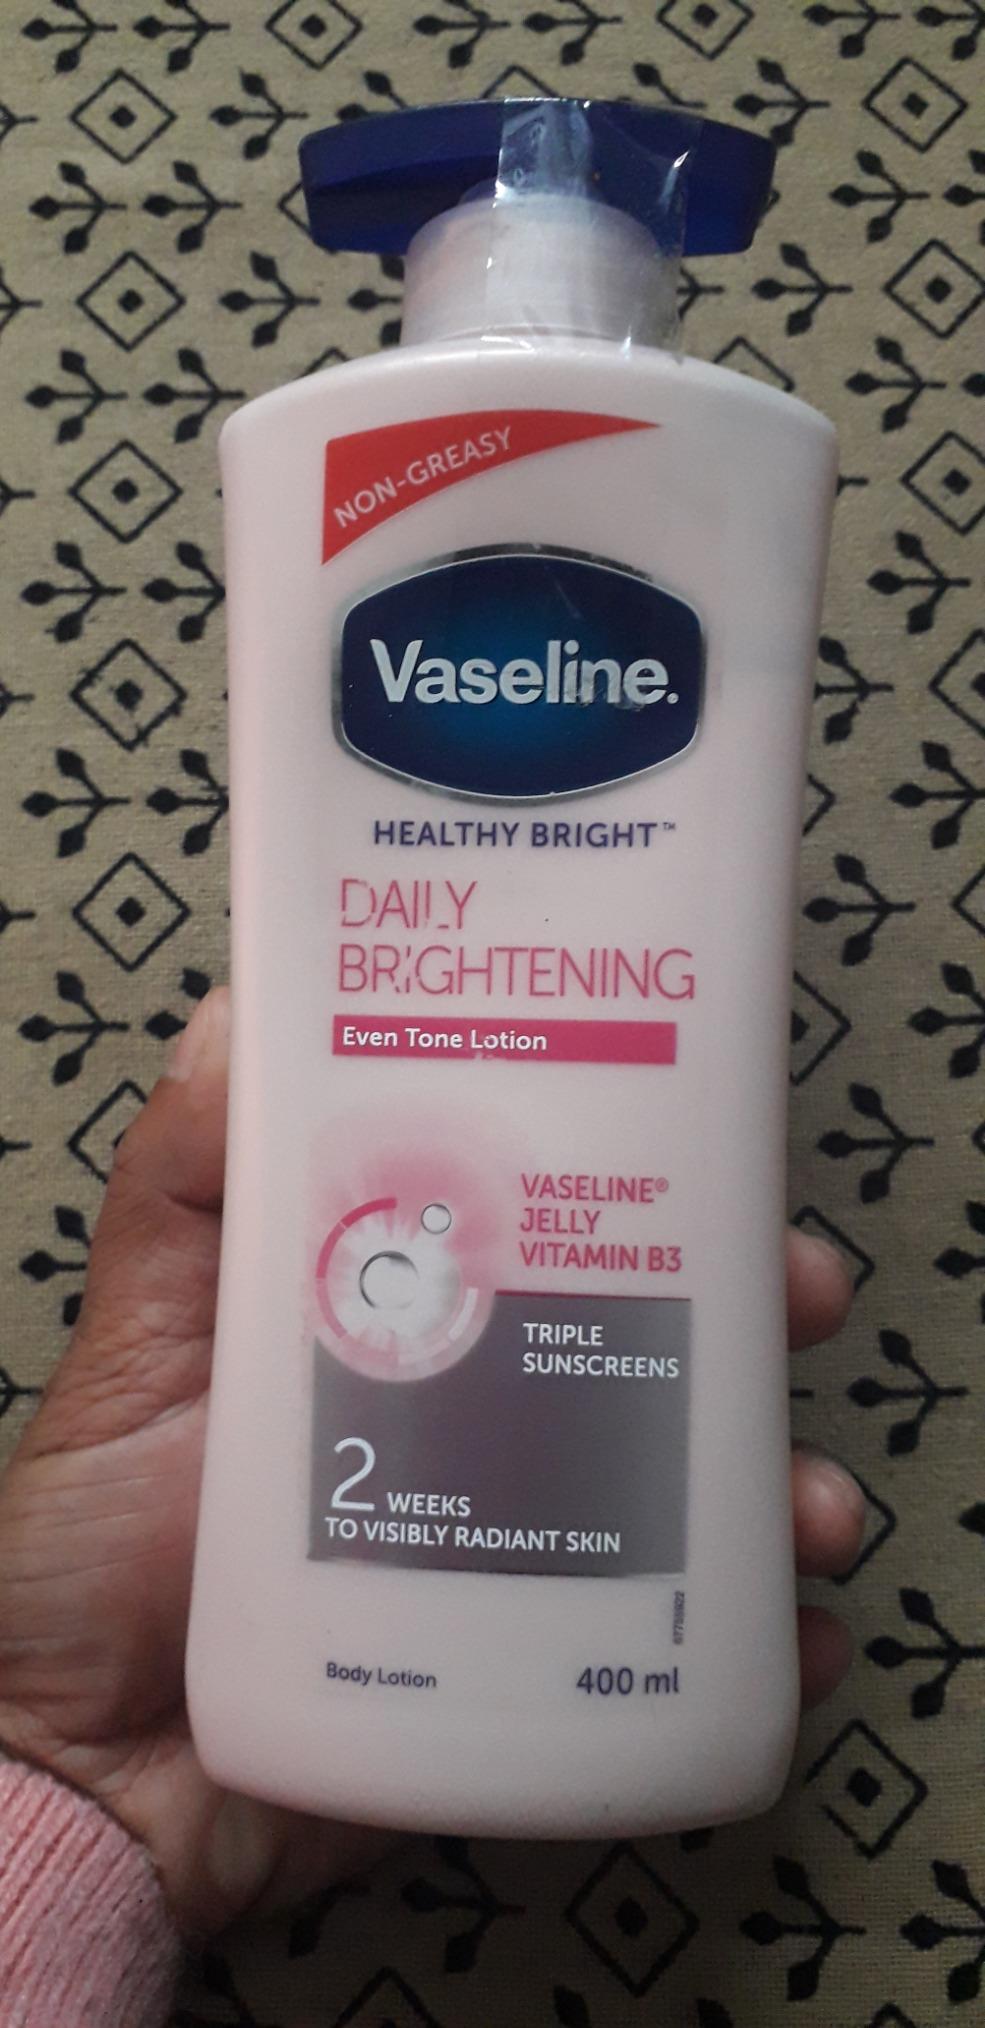 NON-GREASY
Vaseline.
HEALTHY BRIGHT™
DAILY
BRIGHTENING
Even Tone Lotion
VASELINE®
JELLY
VITAMIN B3
TRIPLE
SUNSCREENS
2 WEEKS
TO VISIBLY RADIANT SKIN
Body Lotion
400 ml